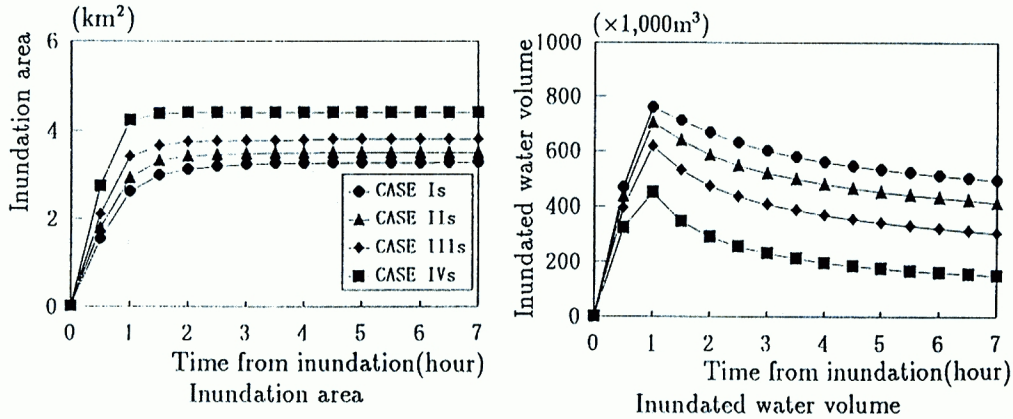 (km²)
Inundation area
6
4
2
0
0 1 2 3 4 5 6 7
CASE Is
CASE IIs
CASE IIIs
CASE IVs
Time from inundation(hour)
Inundation area
(×1,000m³)
Inundated water volume
1000
800
600
400
200
0
0 1 2 3 4 5 6 7
Time from inundation(hour)
Inundated water volume